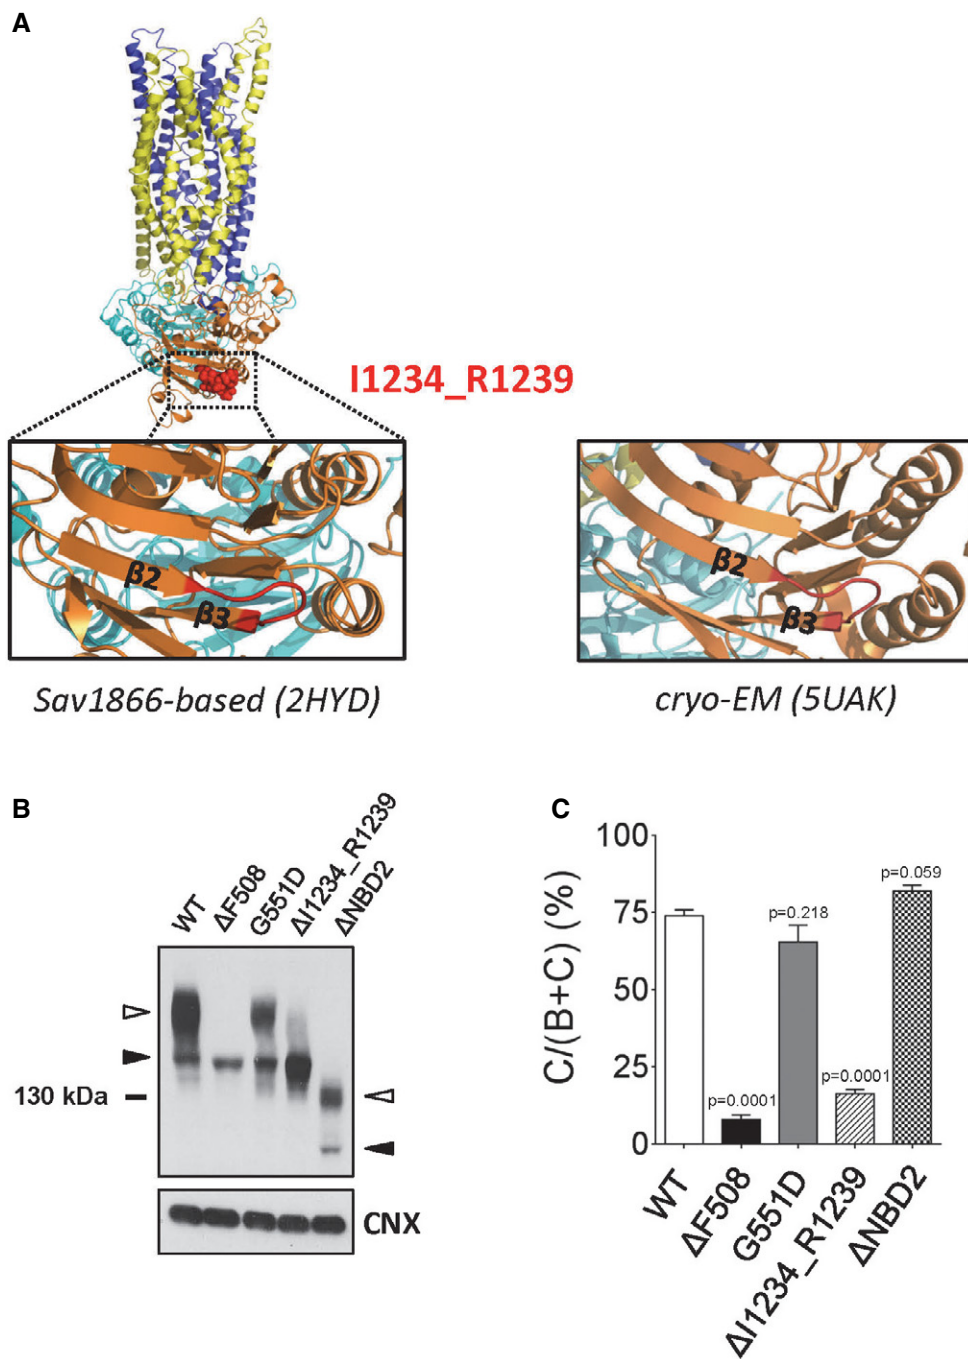 A
I1234_R1239
β2
β3
β2
β3
Sav1866-based (2HYD)
cryo-EM (5UAK)
B
WT
ΔF508
G551D
ΔI1234_R1239
ΔNBD2
130 kDa
CNX
C
C/(B+C) (%)
100
75
50
25
0
p=0.0001
p=0.218
p=0.0001
p=0.059
WT
ΔF508
G551D
ΔI1234_R1239
ΔNBD2